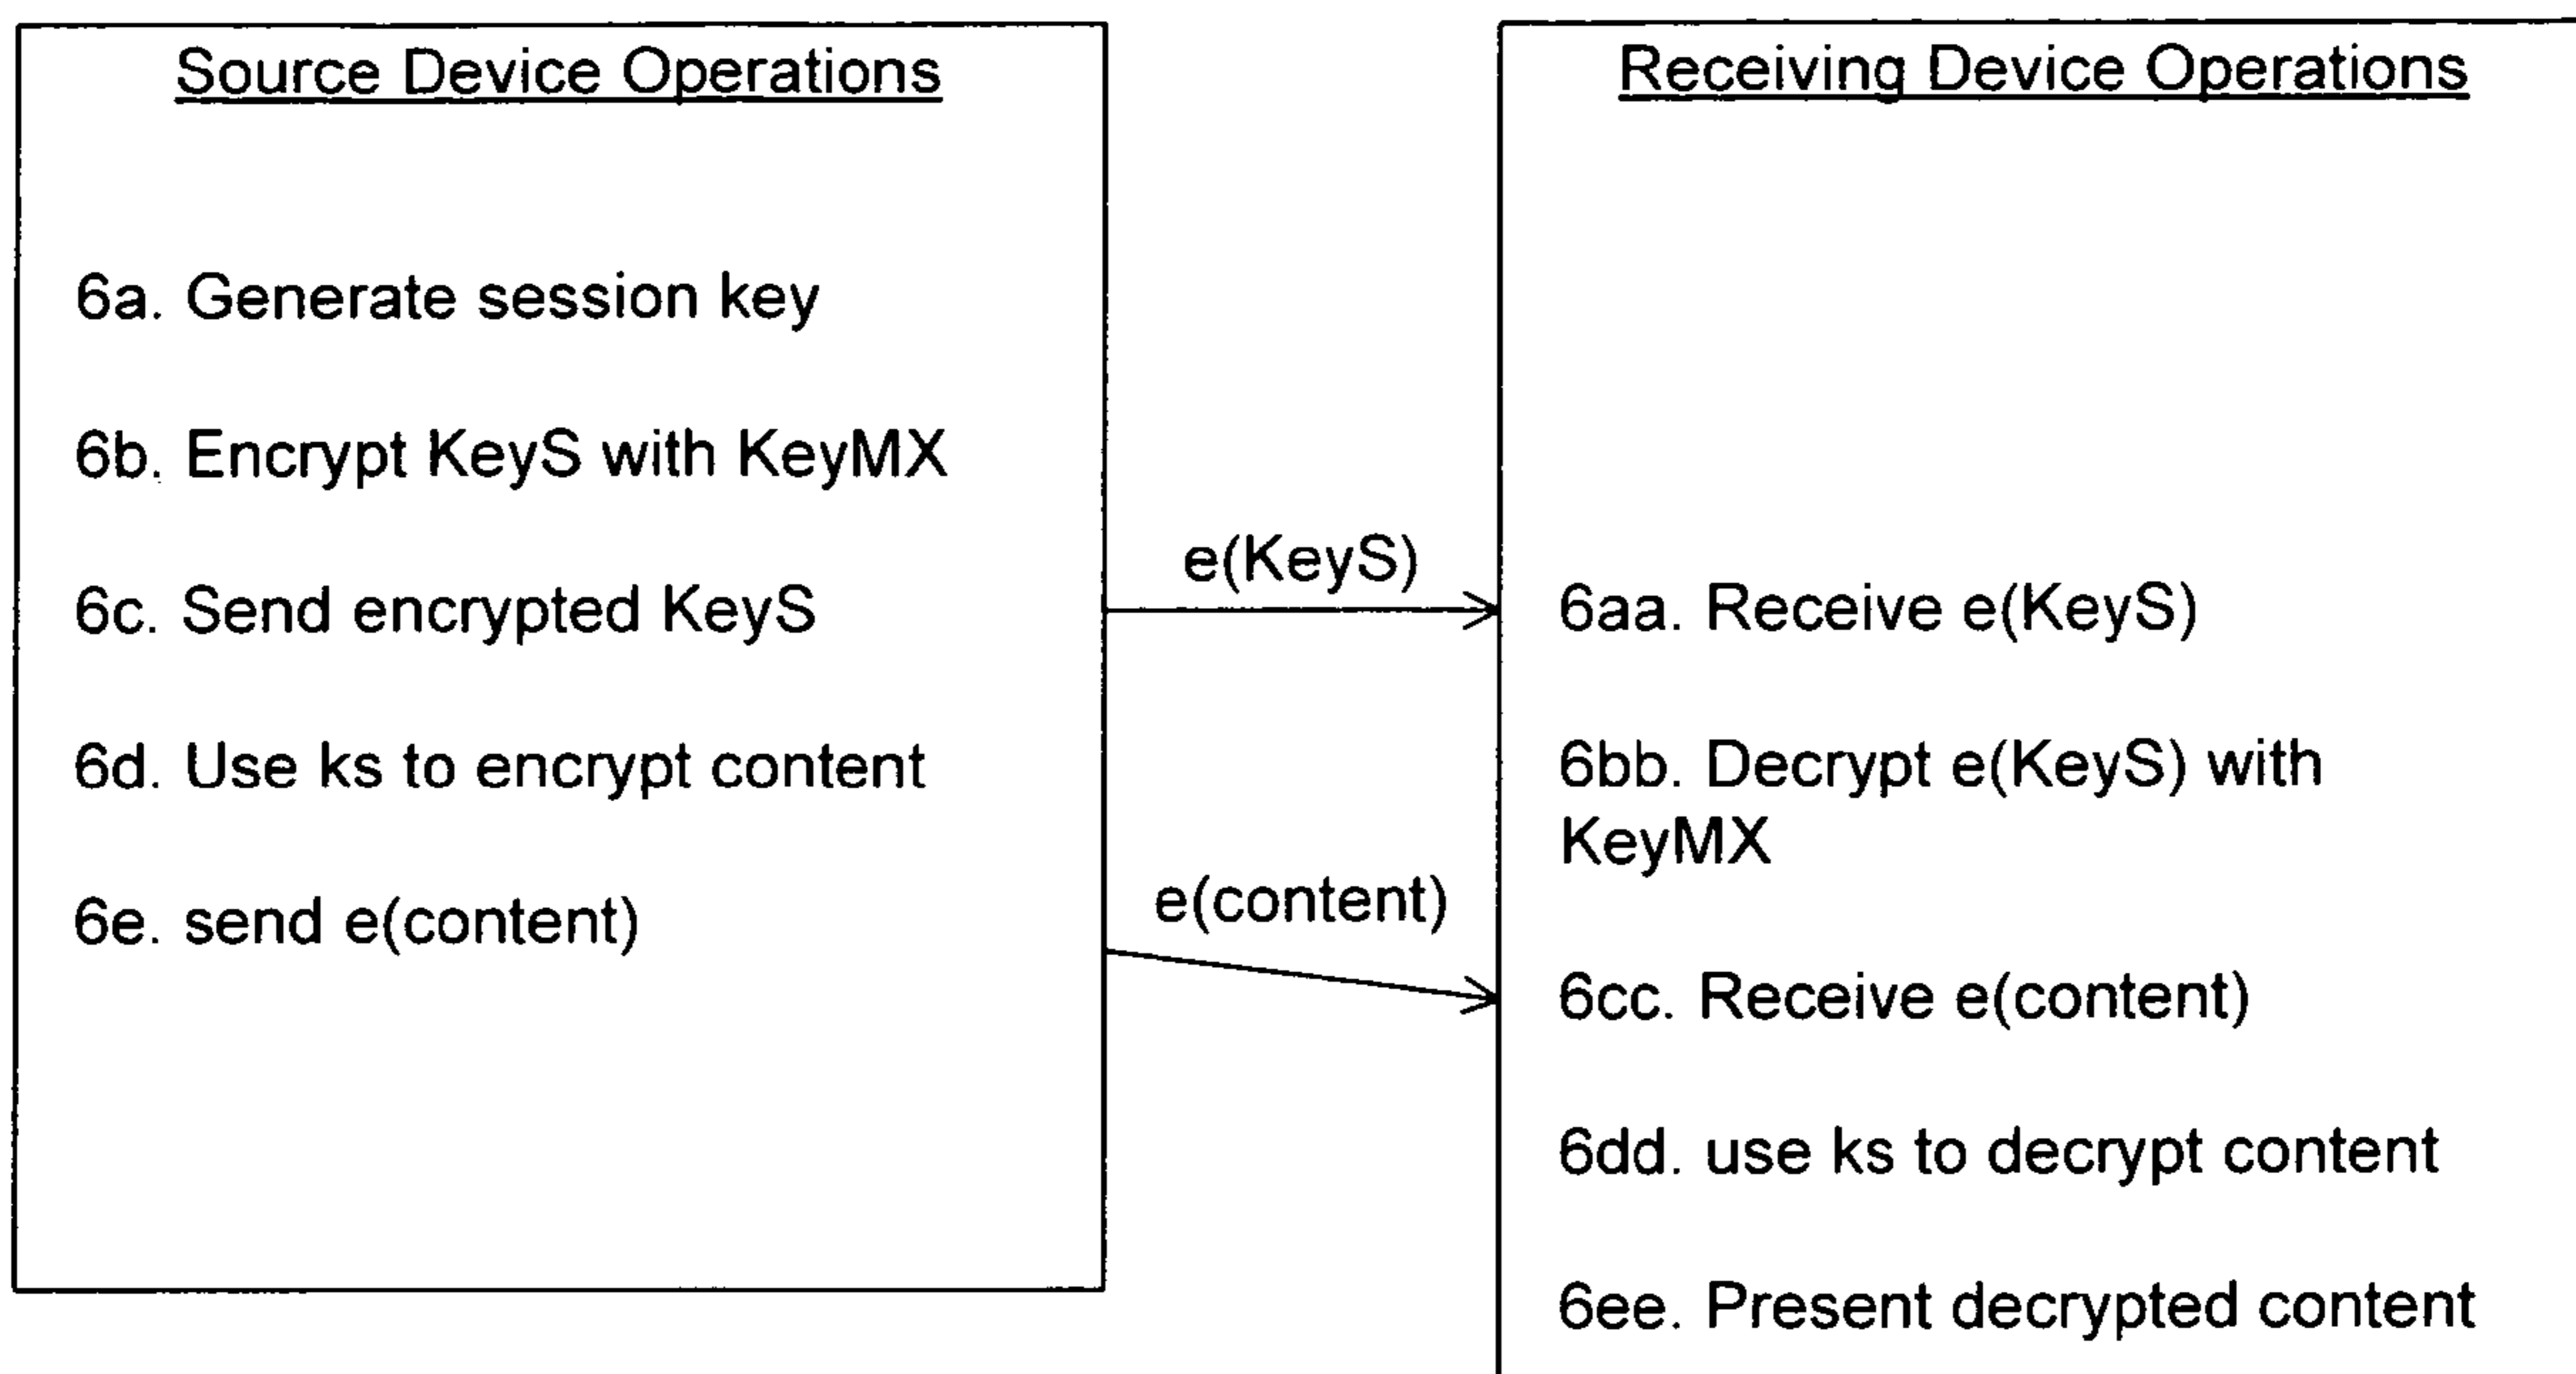 Source Device Operations
6a. Generate session key
6b. Encrypt KeyS with KeyMX
6c. Send encrypted KeyS
6d. Use ks to encrypt content
6e. send e(content)
e(KeyS)
e(content)
Receiving Device Operations
6aa. Receive e(KeyS)
6bb. Decrypt e(KeyS) with
KeyMX
6cc. Receive e(content)
6dd. use ks to decrypt content
6ee. Present decrypted content